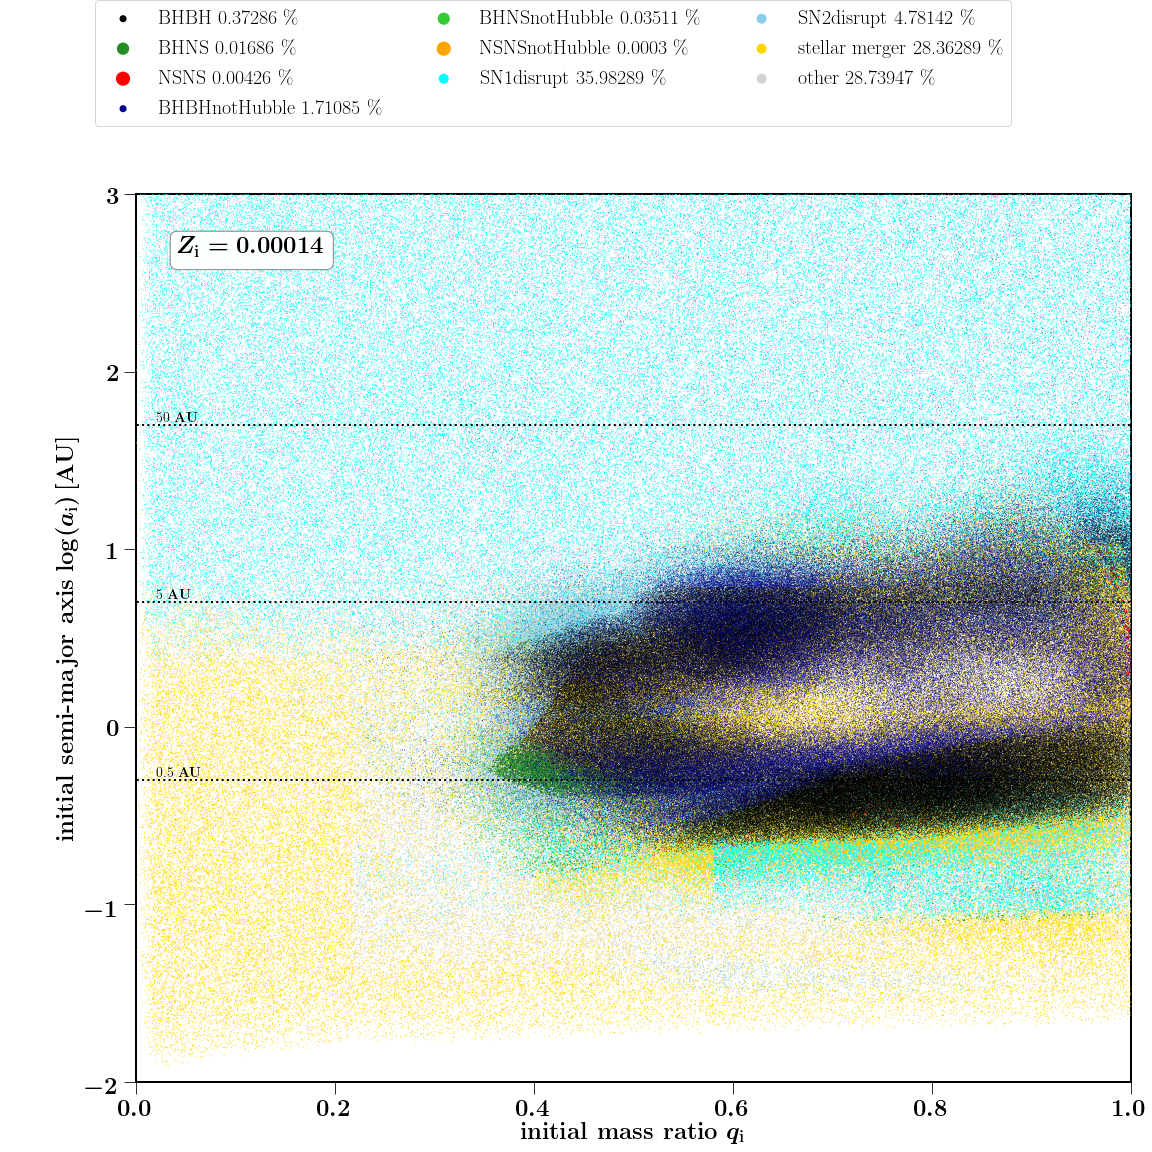 BHBH 0.37286 %
BHNS 0.01686 %
NSNS 0.00426 %
BHBHnotHubble 1.71085 %
BHNSnotHubble 0.03511 %
NSNSnotHubble 0.0003 %
SN1disrupt 35.98289 %
SN2disrupt 4.78142 %
stellar merger 28.36289 %
other 28.73947 %
Z_i = 0.00014
3
2
50 AU
1
5 AU
0
0.5 AU
−1
−2
initial semi-major axis log(a_i) [AU]
0.0 0.2 0.4 0.6 0.8 1.0
initial mass ratio q_i